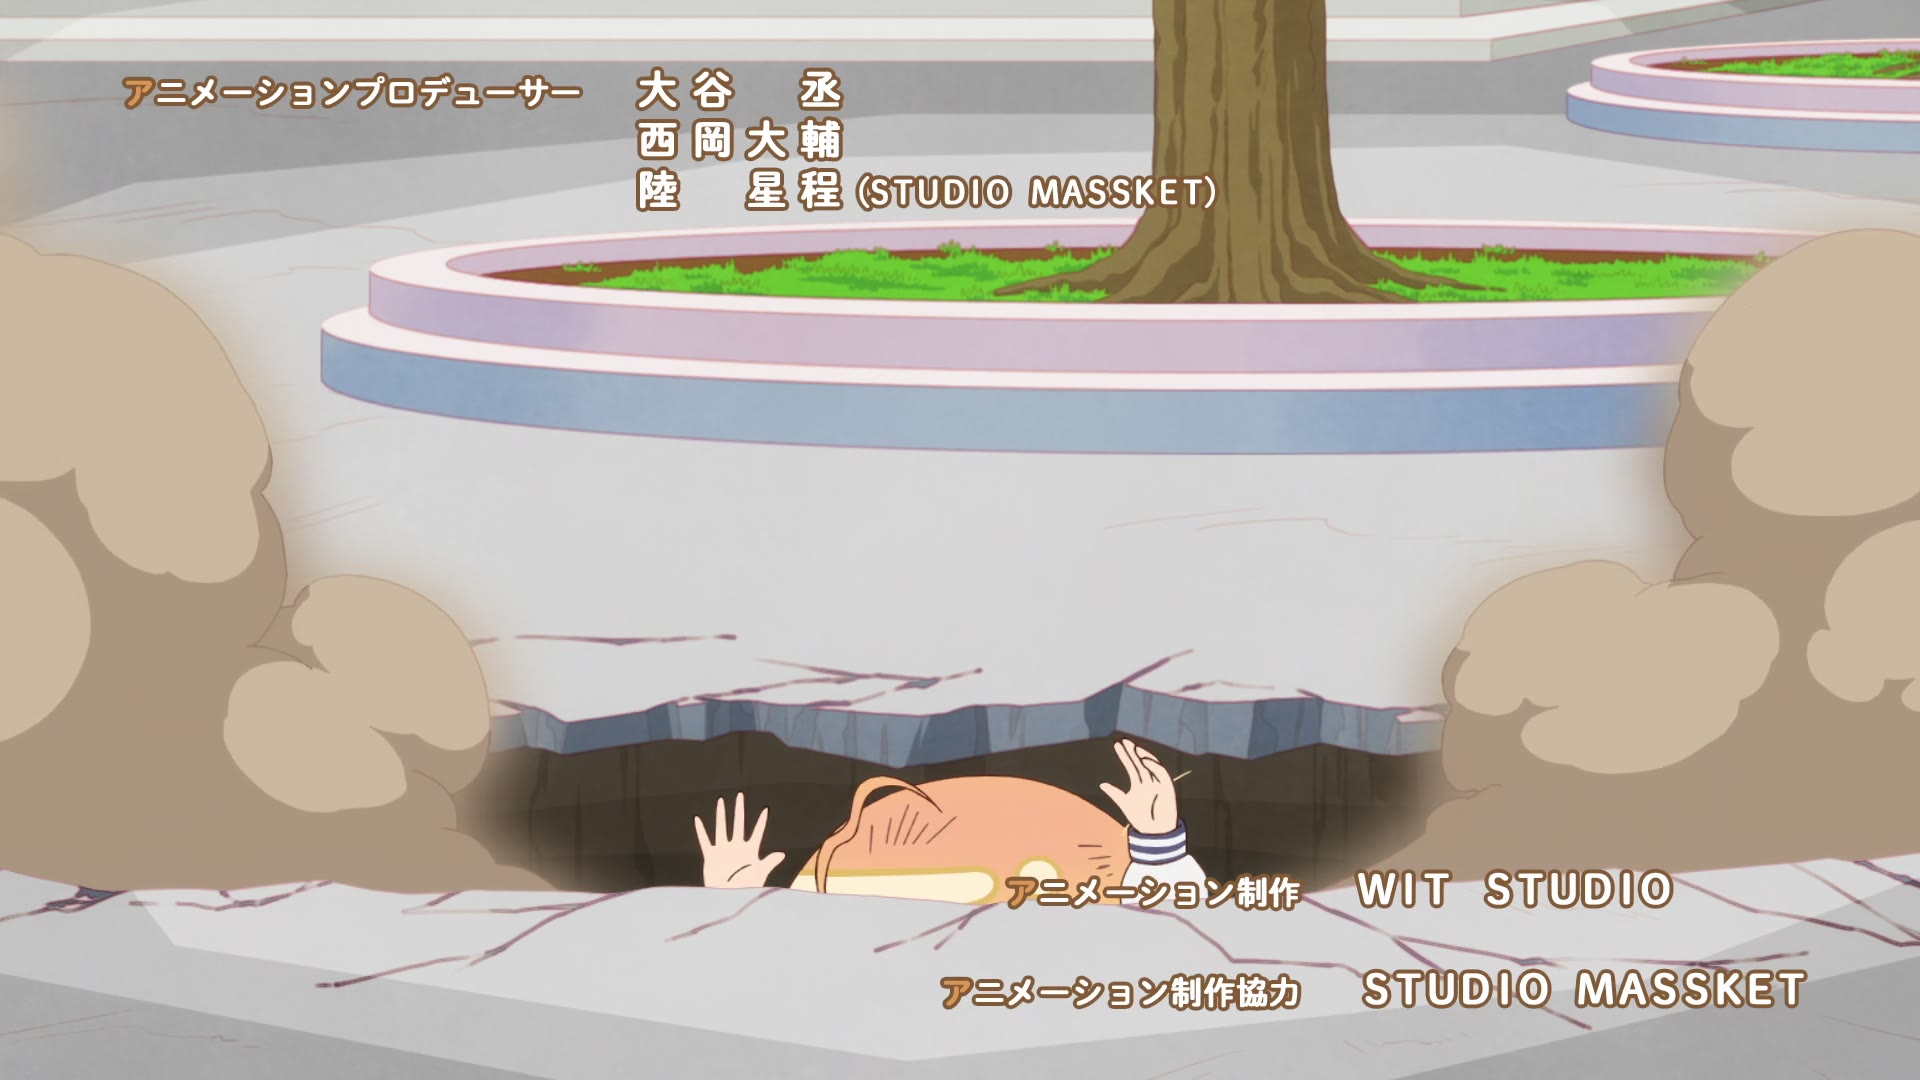 アニメーションプロデューサー 大谷 丞
西岡大輔
陸 星程(STUDIO MASSKET)
アニメーション制作 WIT STUDIO
アニメーション制作協力 STUDIO MASSKET